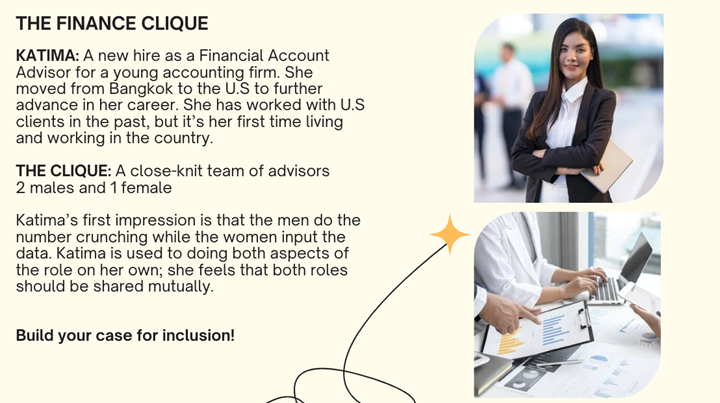 THE FINANCE CLIQUE
KATIMA: A new hire as a Financial Account
Advisor for a young accounting firm. She
moved from Bangkok to the U.S to further
advance in her career. She has worked with U.S
clients in the past, but it's her first time living
and working in the country.
THE CLIQUE: A close-knit team of advisors
2 males and 1 female
Katima's first impression is that the men do the
number crunching while the women input the
data. Katima is used to doing both aspects of
the role on her own; she feels that both roles
should be shared mutually.
Build your case for inclusion!